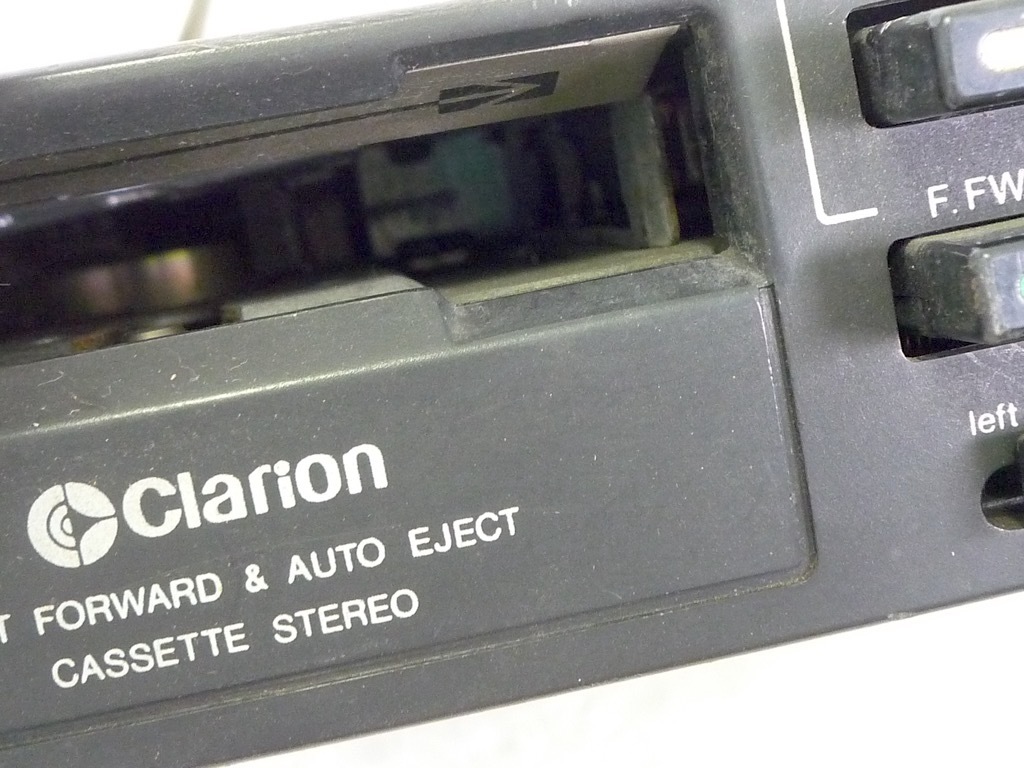 F. FW
left
Clarion
T FORWARD & AUTO EJECT
CASSETTE STEREO